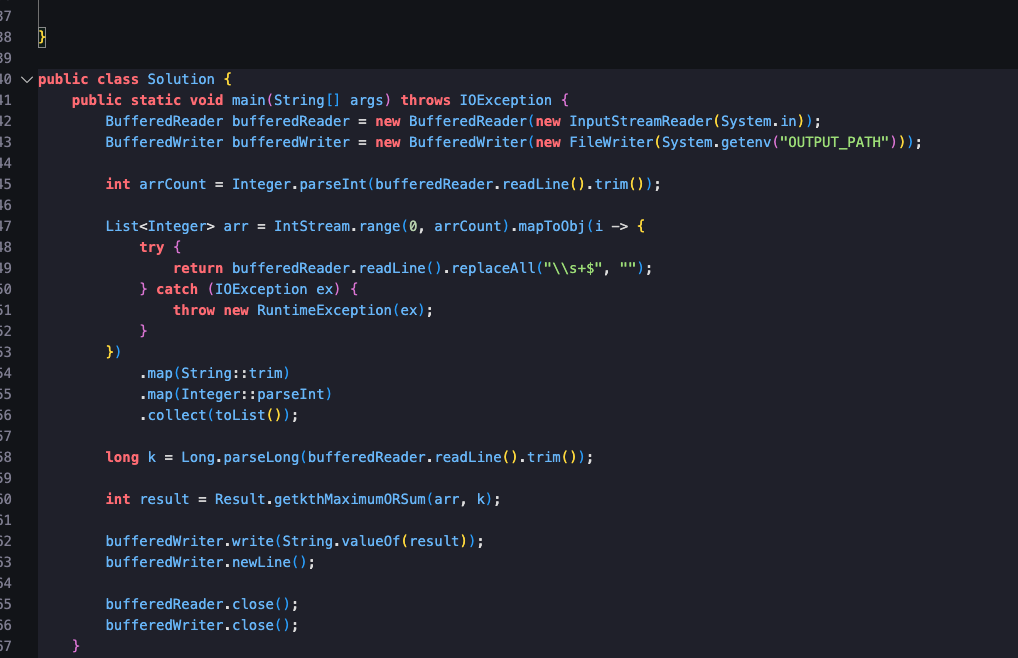 37
38 }
39
40 public class Solution {
41     public static void main(String[] args) throws IOException {
42         BufferedReader bufferedReader = new BufferedReader(new InputStreamReader(System.in));
43         BufferedWriter bufferedWriter = new BufferedWriter(new FileWriter(System.getenv("OUTPUT_PATH")));
44
45         int arrCount = Integer.parseInt(bufferedReader.readLine().trim());
46
47         List<Integer> arr = IntStream.range(0, arrCount).mapToObj(i -> {
48             try {
49                 return bufferedReader.readLine().replaceAll("\\s+$", "");
50             } catch (IOException ex) {
51                 throw new RuntimeException(ex);
52             }
53         })
54             .map(String::trim)
55             .map(Integer::parseInt)
56             .collect(toList());
57
58         long k = Long.parseLong(bufferedReader.readLine().trim());
59
60         int result = Result.getkthMaximumORSum(arr, k);
61
62         bufferedWriter.write(String.valueOf(result));
63         bufferedWriter.newLine();
64
65         bufferedReader.close();
66         bufferedWriter.close();
67     }